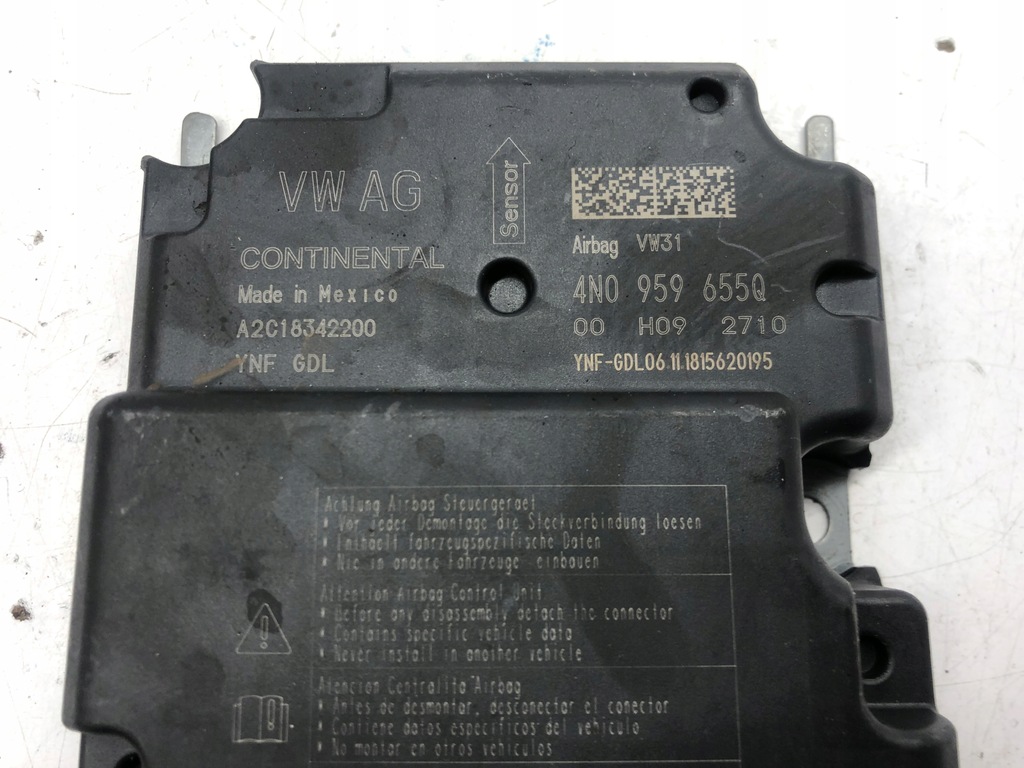 VW AG
CONTINENTAL
Made in Mexico
A2C18342200
YNF GDL
Sensor
Airbag VW31
4N0 959 655Q
00 H09 2710
YNF-GDL06 11 1815620195
Achtung Airbag Steuergeraet
• Vor jeder Demontage die Steckverbindung loesen
• Enthaelt fahrzeugspezifische Daten
• Nie in andere Fahrzeuge einbauen
Attention Airbag Control Unit
• Before any disassembly detach the connector
• Contains specific vehicle data
• Never install in another vehicle
Atencion Centralita Airbag
• Antes de desmontar, desconectar el conector
• Contiene datos especificos del vehiculo
• No montar en otros vehiculos